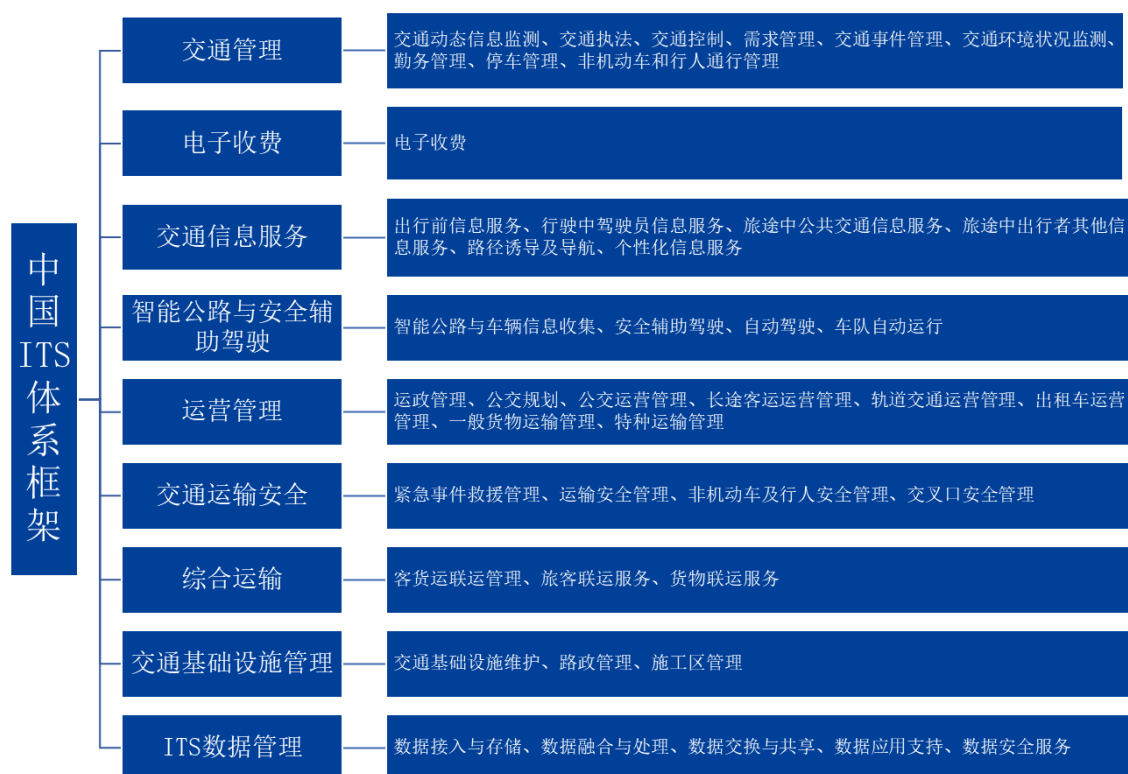 中国ITS体系框架
交通管理
交通动态信息监测、交通执法、交通控制、需求管理、交通事件管理、交通环境状况监测、
勤务管理、停车管理、非机动车和行人通行管理
电子收费
电子收费
交通信息服务
出行前信息服务、行驶中驾驶员信息服务、旅途中公共交通信息服务、旅途中出行者其他信
息服务、路径诱导及导航、个性化信息服务
智能公路与安全辅
助驾驶
智能公路与车辆信息收集、安全辅助驾驶、自动驾驶、车队自动运行
运营管理
运政管理、公交规划、公交运营管理、长途客运运营管理、轨道交通运营管理、出租车运营
管理、一般货物运输管理、特种运输管理
交通运输安全
紧急事件救援管理、运输安全管理、非机动车及行人安全管理、交叉口安全管理
综合运输
客货运联运管理、旅客联运服务、货物联运服务
交通基础设施管理
交通基础设施维护、路政管理、施工区管理
ITS数据管理
数据接入与存储、数据融合与处理、数据交换与共享、数据应用支持、数据安全服务